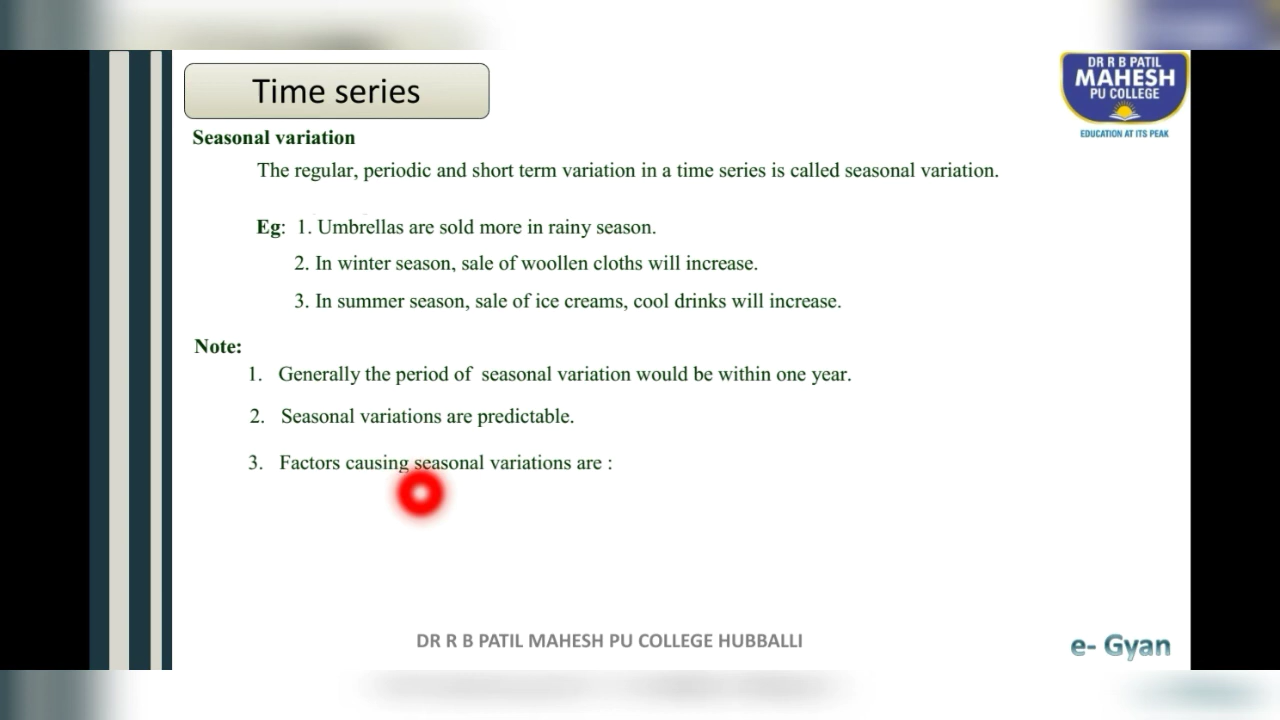 Time series
DR R B PATIL
MAHESH
PU COLLEGE
EDUCATION AT ITS PEAK
Seasonal variation
The regular, periodic and short term variation in a time series is called seasonal variation.
Eg: 1. Umbrellas are sold more in rainy season.
2. In winter season, sale of woollen cloths will increase.
3. In summer season, sale of ice creams, cool drinks will increase.
Note:
1. Generally the period of seasonal variation would be within one year.
2. Seasonal variations are predictable.
3. Factors causing seasonal variations are :
DR R B PATIL MAHESH PU COLLEGE HUBBALLI
e- Gyan